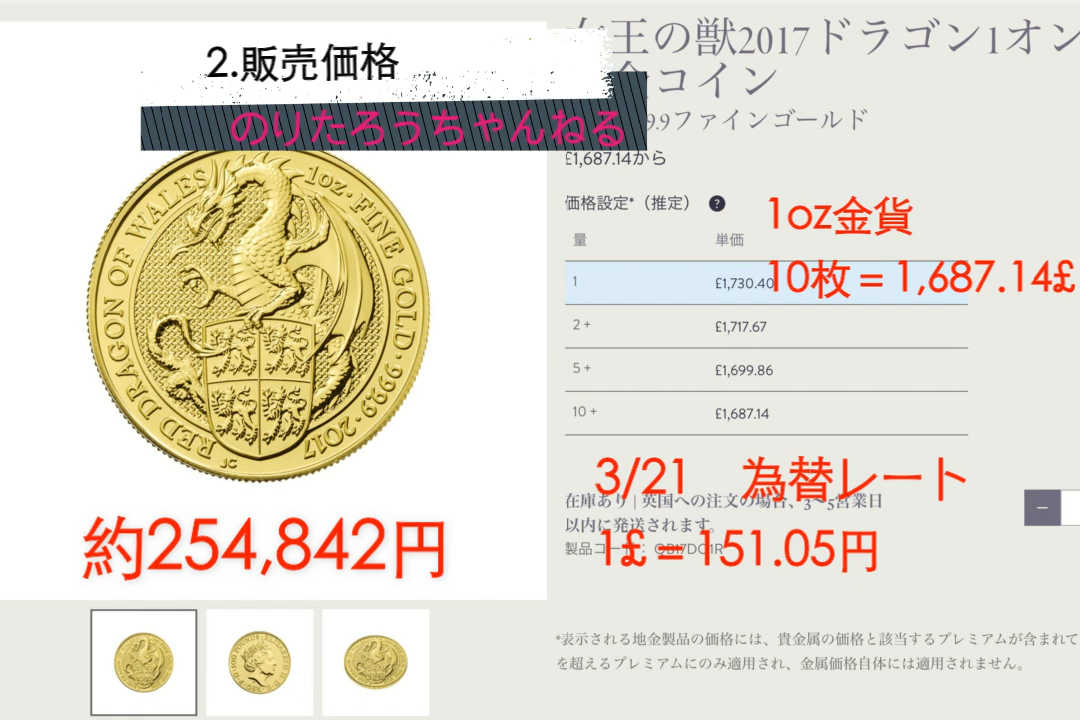 2.販売価格
のりたろうちゃんねる
王の獣2017ドラゴン1オン
コイン
9.9ファインゴールド
£1,687.14から
価格設定*（推定） ?
1oz金貨
量 単価
1 £1,730.40
10枚＝1,687.14£
2 + £1,717.67
5 + £1,699.86
10 + £1,687.14
3/21 為替レート
在庫あり | 英国への注文の場合、3〜5営業日
以内に発送されます。
製品コード：
1£＝151.05円
約254,842円
RED DRAGON OF WALES 1OZ·FINE GOLD·9999·2017
JC
*表示される地金製品の価格には、貴金属の価格と該当するプレミアムが含まれて
を超えるプレミアムにのみ適用され、金属価格自体には適用されません。